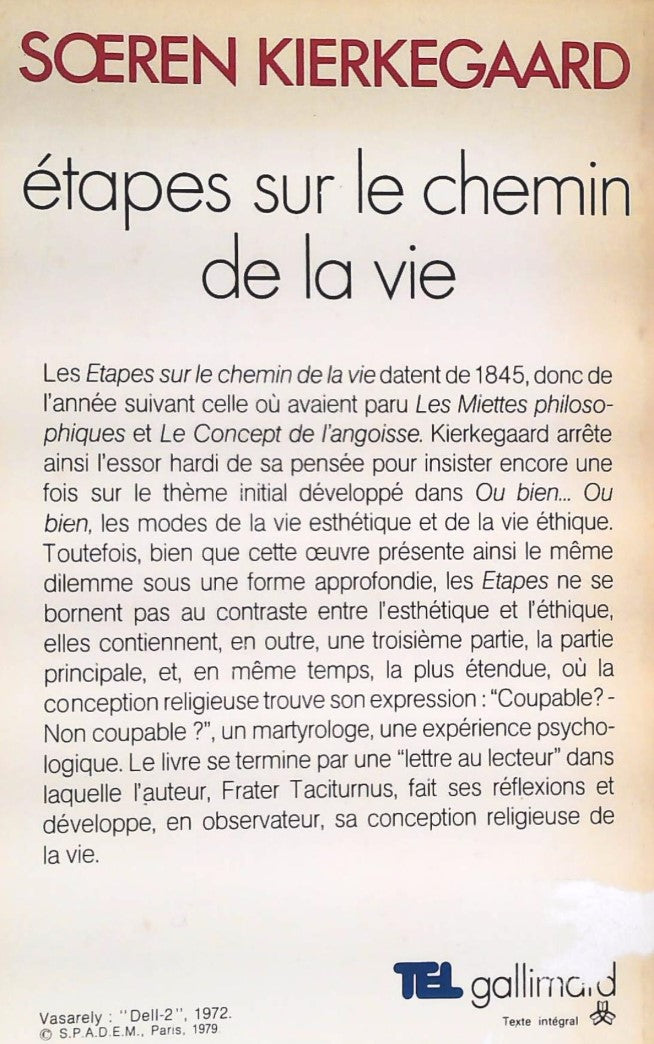 SŒREN KIERKEGAARD
étapes sur le chemin
de la vie
Les Etapes sur le chemin de la vie datent de 1845, donc de
l'année suivant celle où avaient paru Les Miettes philoso-
phiques et Le Concept de l'angoisse. Kierkegaard arrête
ainsi l'essor hardi de sa pensée pour insister encore une
fois sur le thème initial développé dans Ou bien... Ou
bien, les modes de la vie esthétique et de la vie éthique.
Toutefois, bien que cette œuvre présente ainsi le même
dilemme sous une forme approfondie, les Etapes ne se
bornent pas au contraste entre l'esthétique et l'éthique,
elles contiennent, en outre, une troisième partie, la partie
principale, et, en même temps, la plus étendue, où la
conception religieuse trouve son expression : "Coupable? -
Non coupable ?", un martyrologe, une expérience psycho-
logique. Le livre se termine par une "lettre au lecteur" dans
laquelle l'auteur, Frater Taciturnus, fait ses réflexions et
développe, en observateur, sa conception religieuse de
la vie.
TEL gallimard
Texte intégral
Vasarely : "Dell-2", 1972.
© S.P.A.D.E.M., Paris, 1979